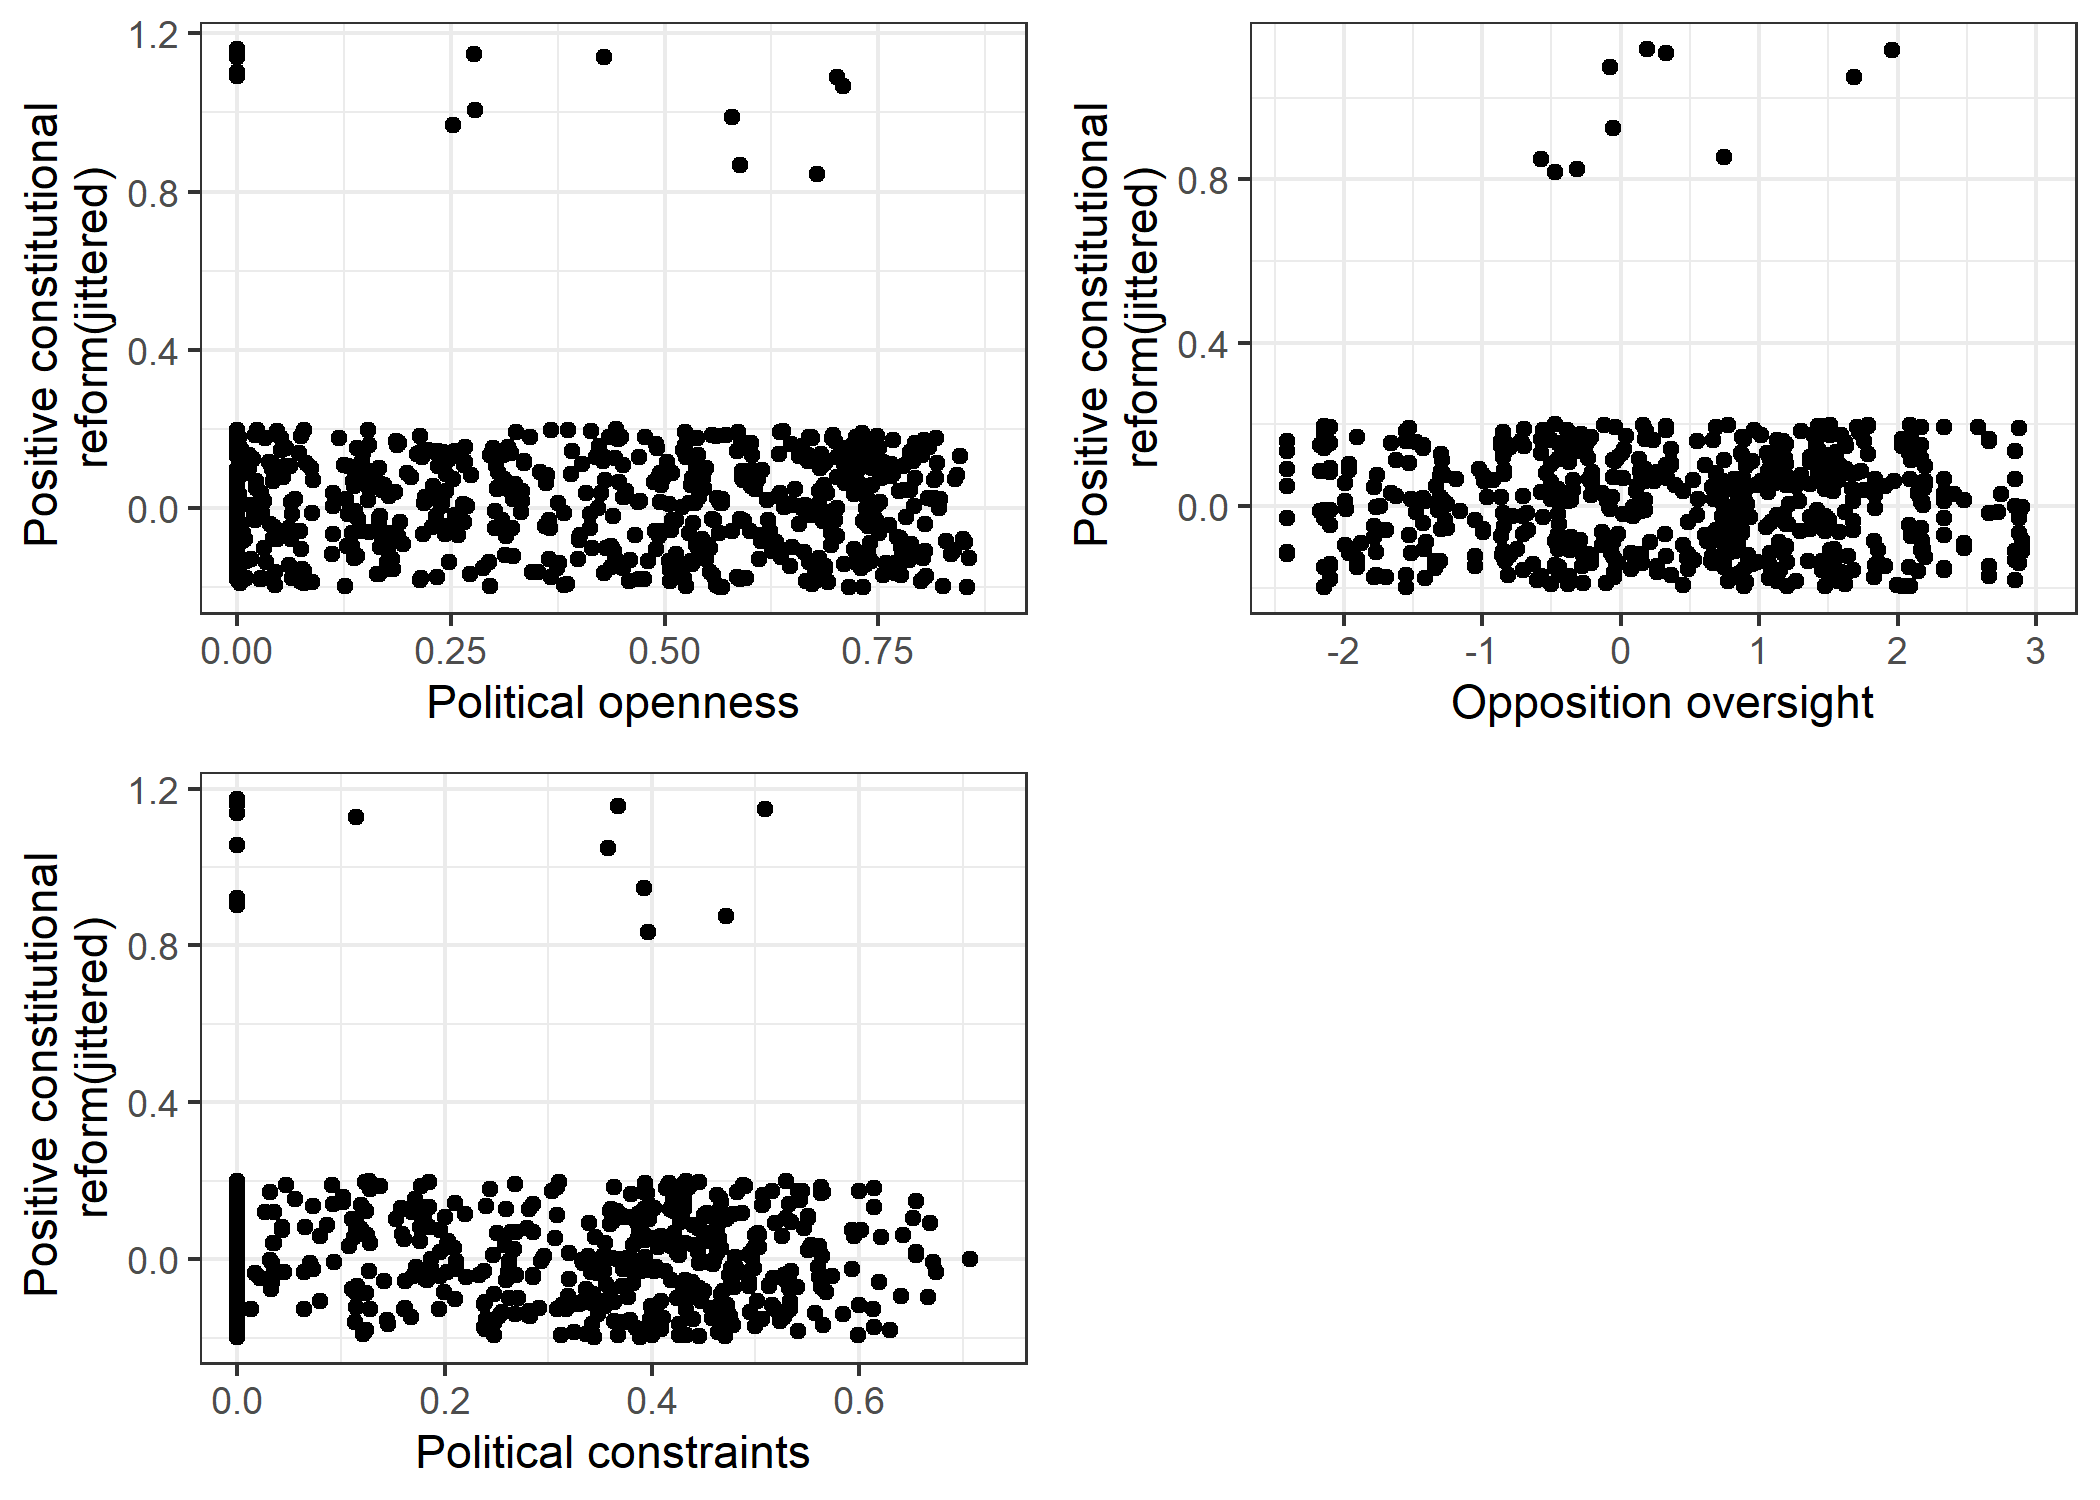 Positive constitutional
reform(jittered)
1.2
0.8
0.4
0.0
0.00 0.25 0.50 0.75
Political openness
Positive constitutional
reform(jittered)
0.8
0.4
0.0
-2 -1 0 1 2 3
Opposition oversight
Positive constitutional
reform(jittered)
1.2
0.8
0.4
0.0
0.0 0.2 0.4 0.6
Political constraints